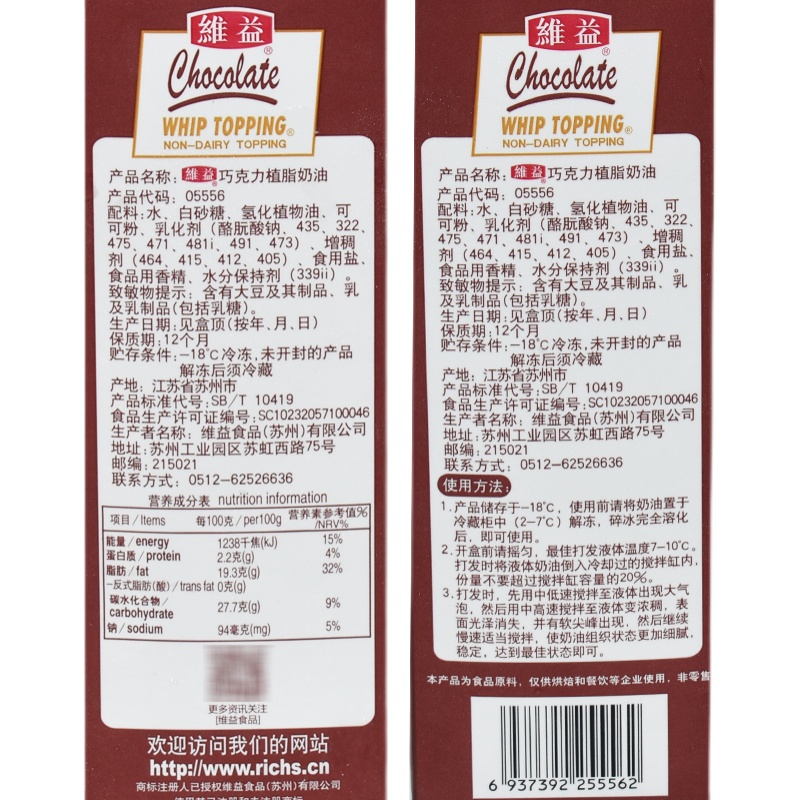 維益
Chocolate®
WHIP TOPPING®
NON-DAIRY TOPPING
产品名称：維益®巧克力植脂奶油
产品代码：05556
配料:水、白砂糖、氢化植物油、可
可粉、乳化剂（酪朊酸钠、435、322、
475、471、481i、491、473）、增稠
剂（464、415、412、405）、食用盐、
食品用香精、水分保持剂（339ii）。
致敏物提示：含有大豆及其制品、乳
及乳制品(包括乳糖)。
生产日期:见盒顶(按年、月、日)
保质期:12个月
贮存条件:-18°C冷冻,未开封的产品
解冻后须冷藏
产地：江苏省苏州市
产品标准代号:SB/T 10419
食品生产许可证编号:SC10232057100046
生产者名称：维益食品(苏州)有限公司
地址:苏州工业园区苏虹西路75号
邮编:215021
联系方式：0512-62526636
营养成分表 nutrition information
项目/Items 每100克/per100g 营养素参考值%/NRV%
能量/energy 1238千焦(kJ) 15%
蛋白质/protein 2.2克(g) 4%
脂肪/fat 19.3克(g) 32%
-反式脂肪(酸)/trans fat 0克(g)
碳水化合物/carbohydrate 27.7克(g) 9%
钠/sodium 94毫克(mg) 5%
更多资讯关注
[维益食品]
欢迎访问我们的网站
http://www.richs.cn
商标注册人已授权维益食品(苏州)有限公司
維益
Chocolate®
WHIP TOPPING®
NON-DAIRY TOPPING
产品名称：維益®巧克力植脂奶油
产品代码：05556
配料:水、白砂糖、氢化植物油、可
可粉、乳化剂（酪朊酸钠、435、322、
475、471、481i、491、473）、增稠
剂（464、415、412、405）、食用盐、
食品用香精、水分保持剂（339ii）。
致敏物提示：含有大豆及其制品、乳
及乳制品(包括乳糖)。
生产日期:见盒顶(按年、月、日)
保质期:12个月
贮存条件:-18°C冷冻,未开封的产品
解冻后须冷藏
产地：江苏省苏州市
产品标准代号:SB/T 10419
食品生产许可证编号:SC10232057100046
生产者名称：维益食品(苏州)有限公司
地址:苏州工业园区苏虹西路75号
邮编:215021
联系方式：0512-62526636
使用方法：
1.产品储存于-18°C，使用前请将奶油置于
冷藏柜中（2-7°C）解冻，碎冰完全溶化
后，即可使用。
2.开盒前请摇匀，最佳打发液体温度7-10°C。
打发时将液体奶油倒入冷却过的搅拌缸内，
份量不要超过搅拌缸容量的20%。
3.打发时，先用中低速搅拌至液体出现大气
泡，然后用中高速搅拌至液体变浓稠，表
面光泽消失，并有软尖峰出现，然后继续
慢速适当搅拌，使奶油组织状态更加细腻，
稳定，达到最佳状态即可。
本产品为食品原料，仅供烘焙和餐饮等企业使用，非零售
6 937392 255562